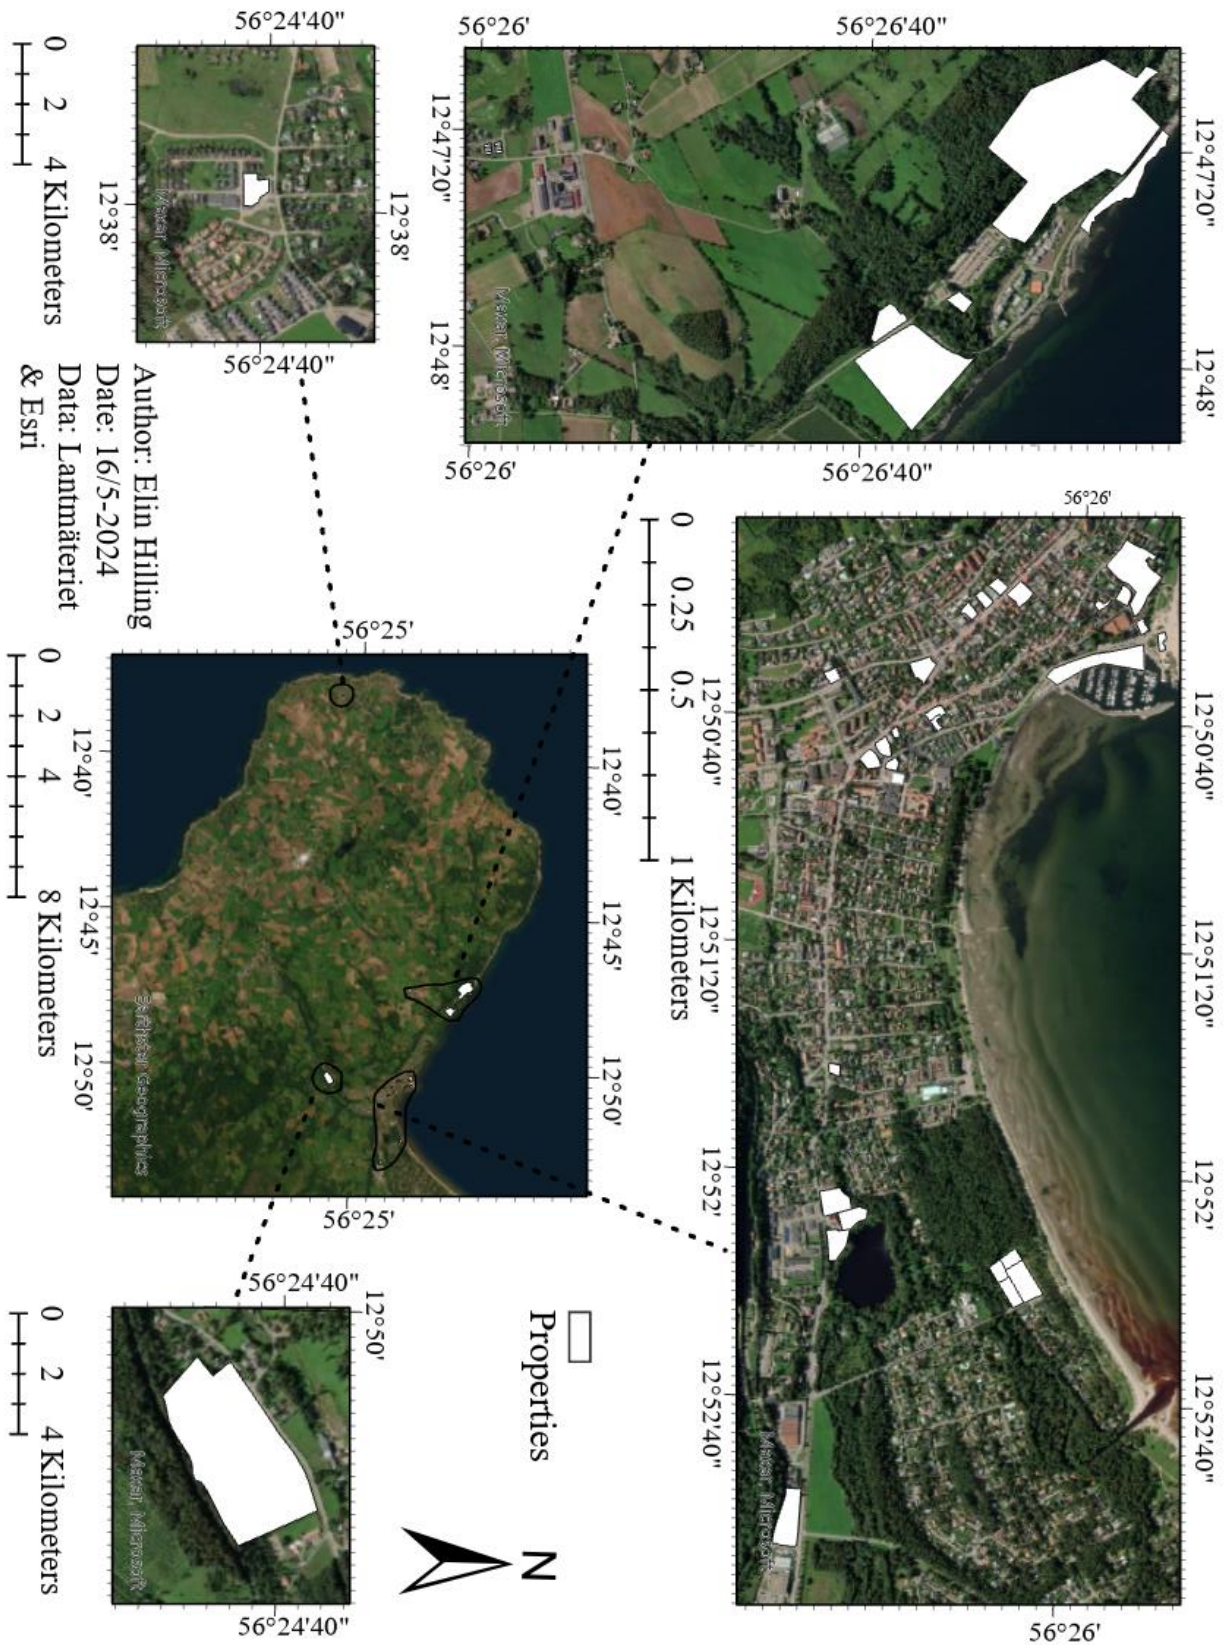 56°24'40"
12°38'
12°38'
56°24'40"
Maxar, Microsoft
0 2 4 Kilometers
56°26'
56°26'40"
12°47'20"
12°47'20"
12°48'
12°48'
56°26'
56°26'40"
Maxar, Microsoft
0 0.25 0.5 1 Kilometers
56°26'
12°50'40"
12°50'40"
12°51'20"
12°51'20"
12°52'
12°52'
12°52'40"
12°52'40"
56°26'
Maxar, Microsoft
Author: Elin Hilling
Date: 16/5-2024
Data: Lantmäteriet
& Esri
56°25'
12°40'
12°40'
12°45'
12°45'
12°50'
12°50'
56°25'
Earthstar Geographics
0 2 4 8 Kilometers
56°24'40"
12°50'
56°24'40"
Maxar, Microsoft
0 2 4 Kilometers
Properties
N